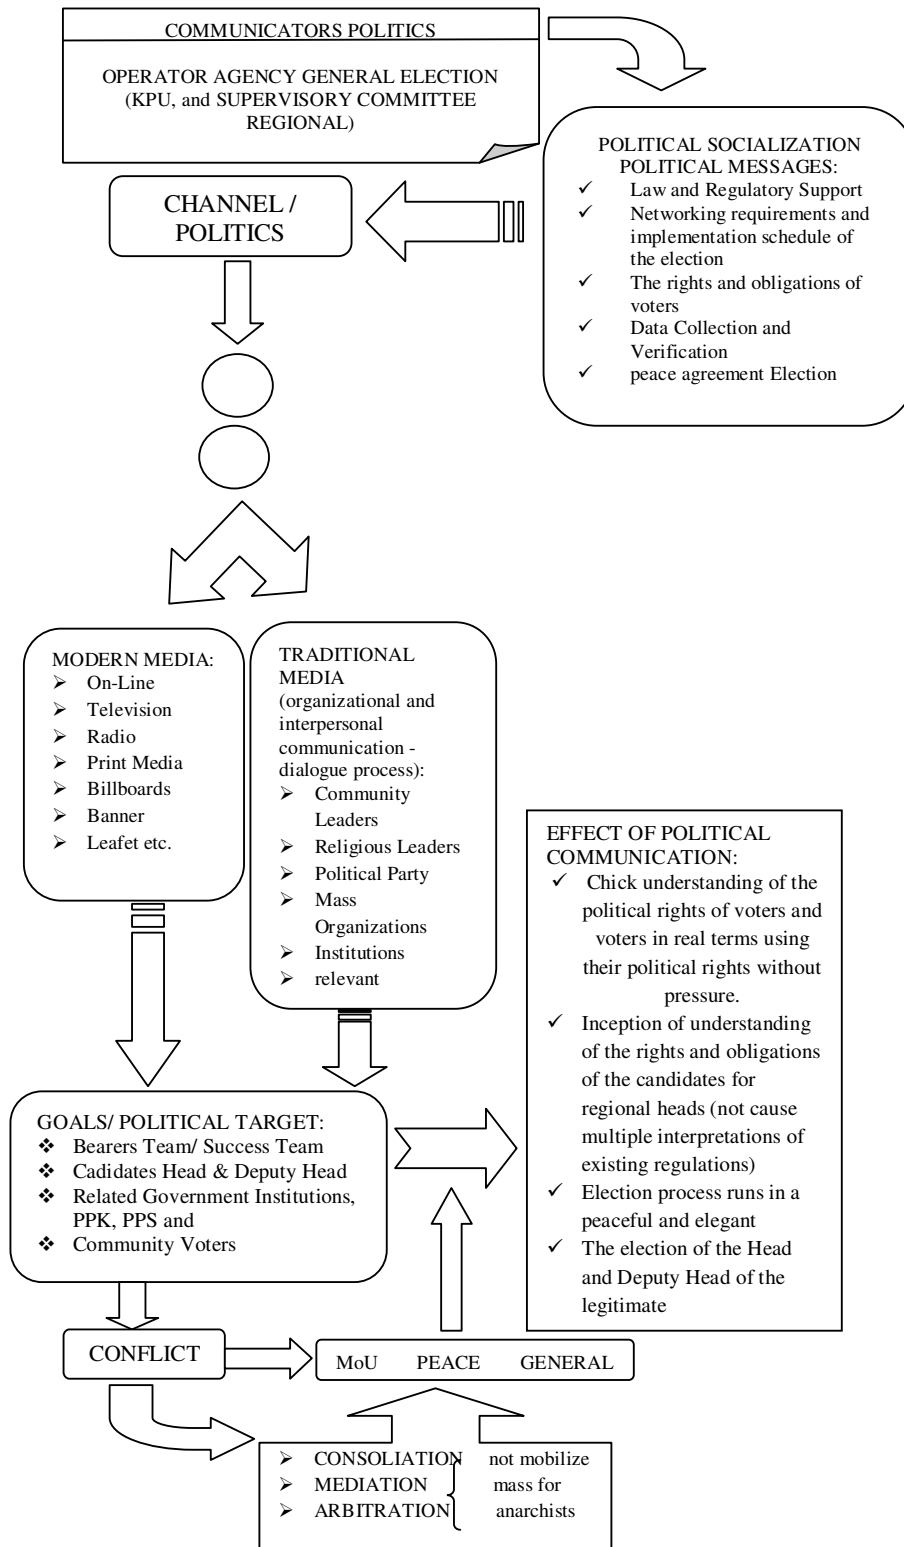 COMMUNICATORS POLITICS
OPERATOR AGENCY GENERAL ELECTION
(KPU, and SUPERVISORY COMMITTEE
REGIONAL)
POLITICAL SOCIALIZATION
POLITICAL MESSAGES:
✓ Law and Regulatory Support
✓ Networking requirements and
implementation schedule of
the election
✓ The rights and obligations of
voters
✓ Data Collection and
Verification
✓ peace agreement Election
CHANNEL /
POLITICS
MODERN MEDIA:
➢ On-Line
➢ Television
➢ Radio
➢ Print Media
➢ Billboards
➢ Banner
➢ Leafet etc.
TRADITIONAL
MEDIA
(organizational and
interpersonal
communication -
dialogue process):
➢ Community
Leaders
➢ Religious Leaders
➢ Political Party
➢ Mass
Organizations
➢ Institutions
➢ relevant
EFFECT OF POLITICAL
COMMUNICATION:
✓ Chick understanding of the
political rights of voters and
voters in real terms using
their political rights without
pressure.
✓ Inception of understanding
of the rights and obligations
of the candidates for
regional heads (not cause
multiple interpretations of
existing regulations)
✓ Election process runs in a
peaceful and elegant
✓ The election of the Head
and Deputy Head of the
legitimate
GOALS/ POLITICAL TARGET:
❖ Bearers Team/ Success Team
❖ Cadidates Head & Deputy Head
❖ Related Government Institutions,
PPK, PPS and
❖ Community Voters
CONFLICT
MoU PEACE GENERAL
➢ CONSOLIATION
➢ MEDIATION
➢ ARBITRATION
not mobilize
mass for
anarchists